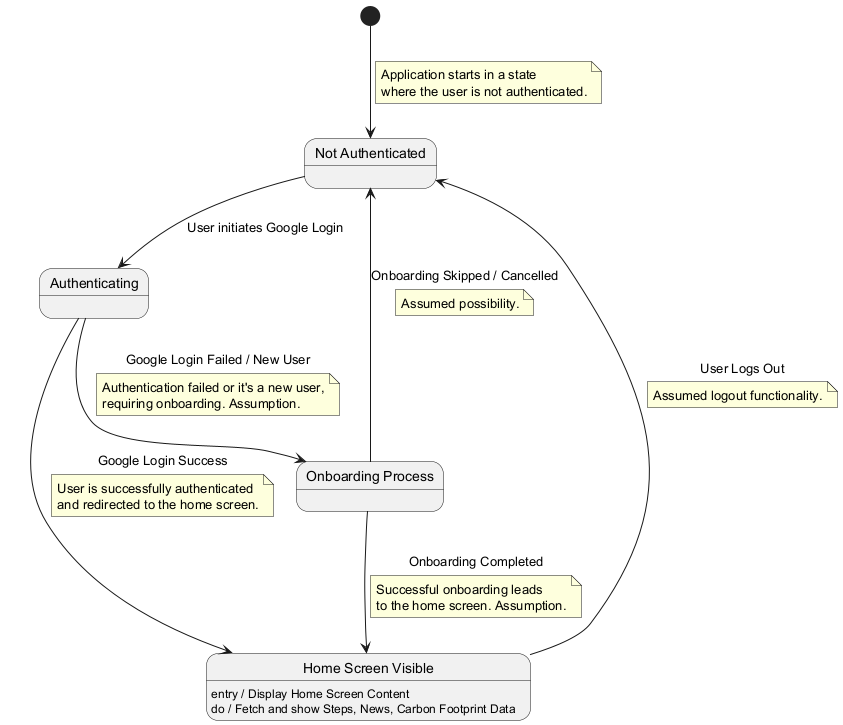 Application starts in a state
where the user is not authenticated.
Not Authenticated
User initiates Google Login
Onboarding Skipped / Cancelled
Assumed possibility.
Authenticating
Google Login Failed / New User
Authentication failed or it's a new user,
requiring onboarding. Assumption.
User Logs Out
Assumed logout functionality.
Google Login Success
User is successfully authenticated
and redirected to the home screen.
Onboarding Process
Onboarding Completed
Successful onboarding leads
to the home screen. Assumption.
Home Screen Visible
entry / Display Home Screen Content
do / Fetch and show Steps, News, Carbon Footprint Data